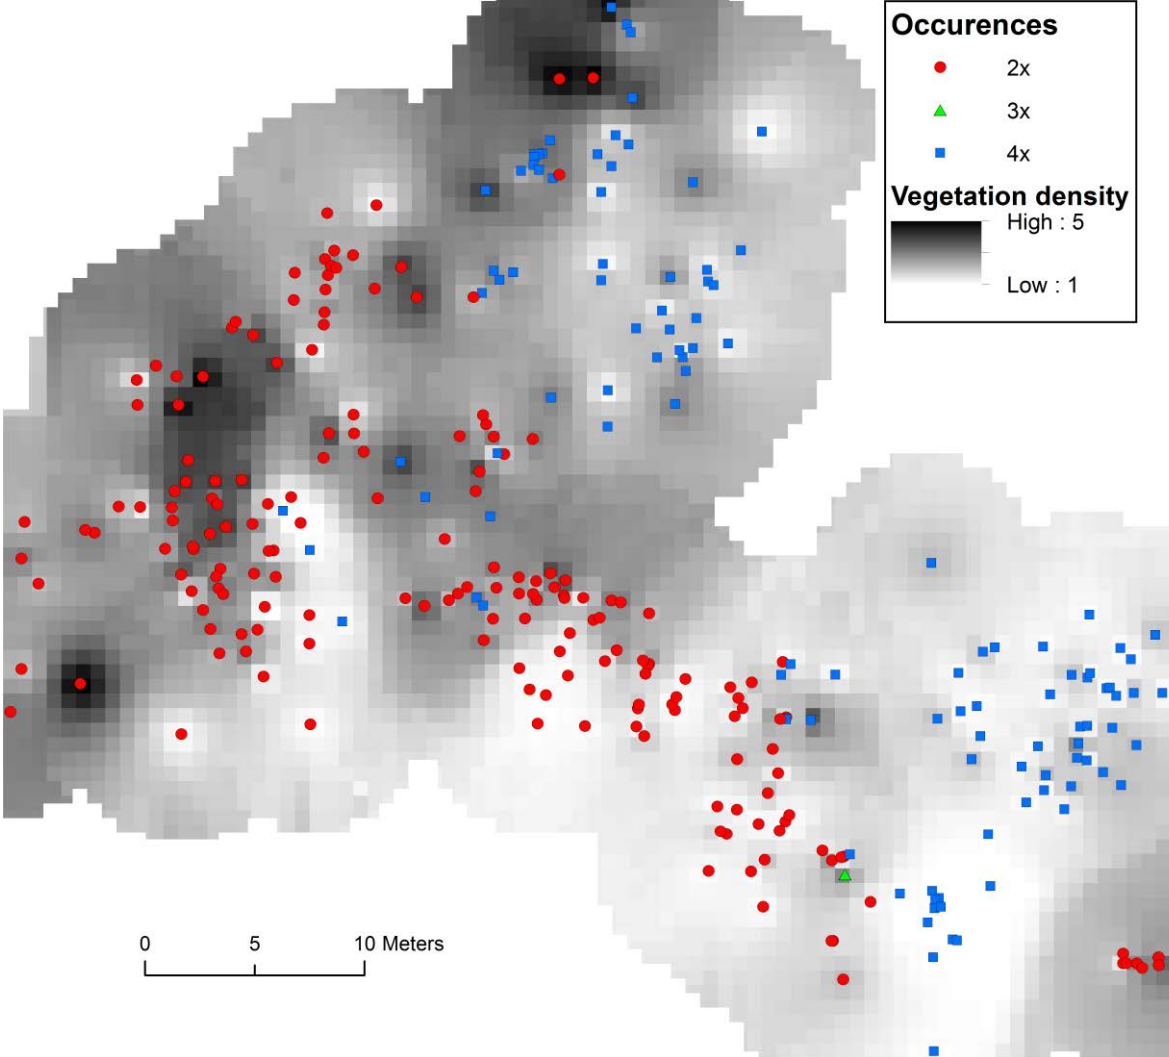 Occurences
2x
3x
4x
Vegetation density
High : 5
Low : 1
0 5 10 Meters